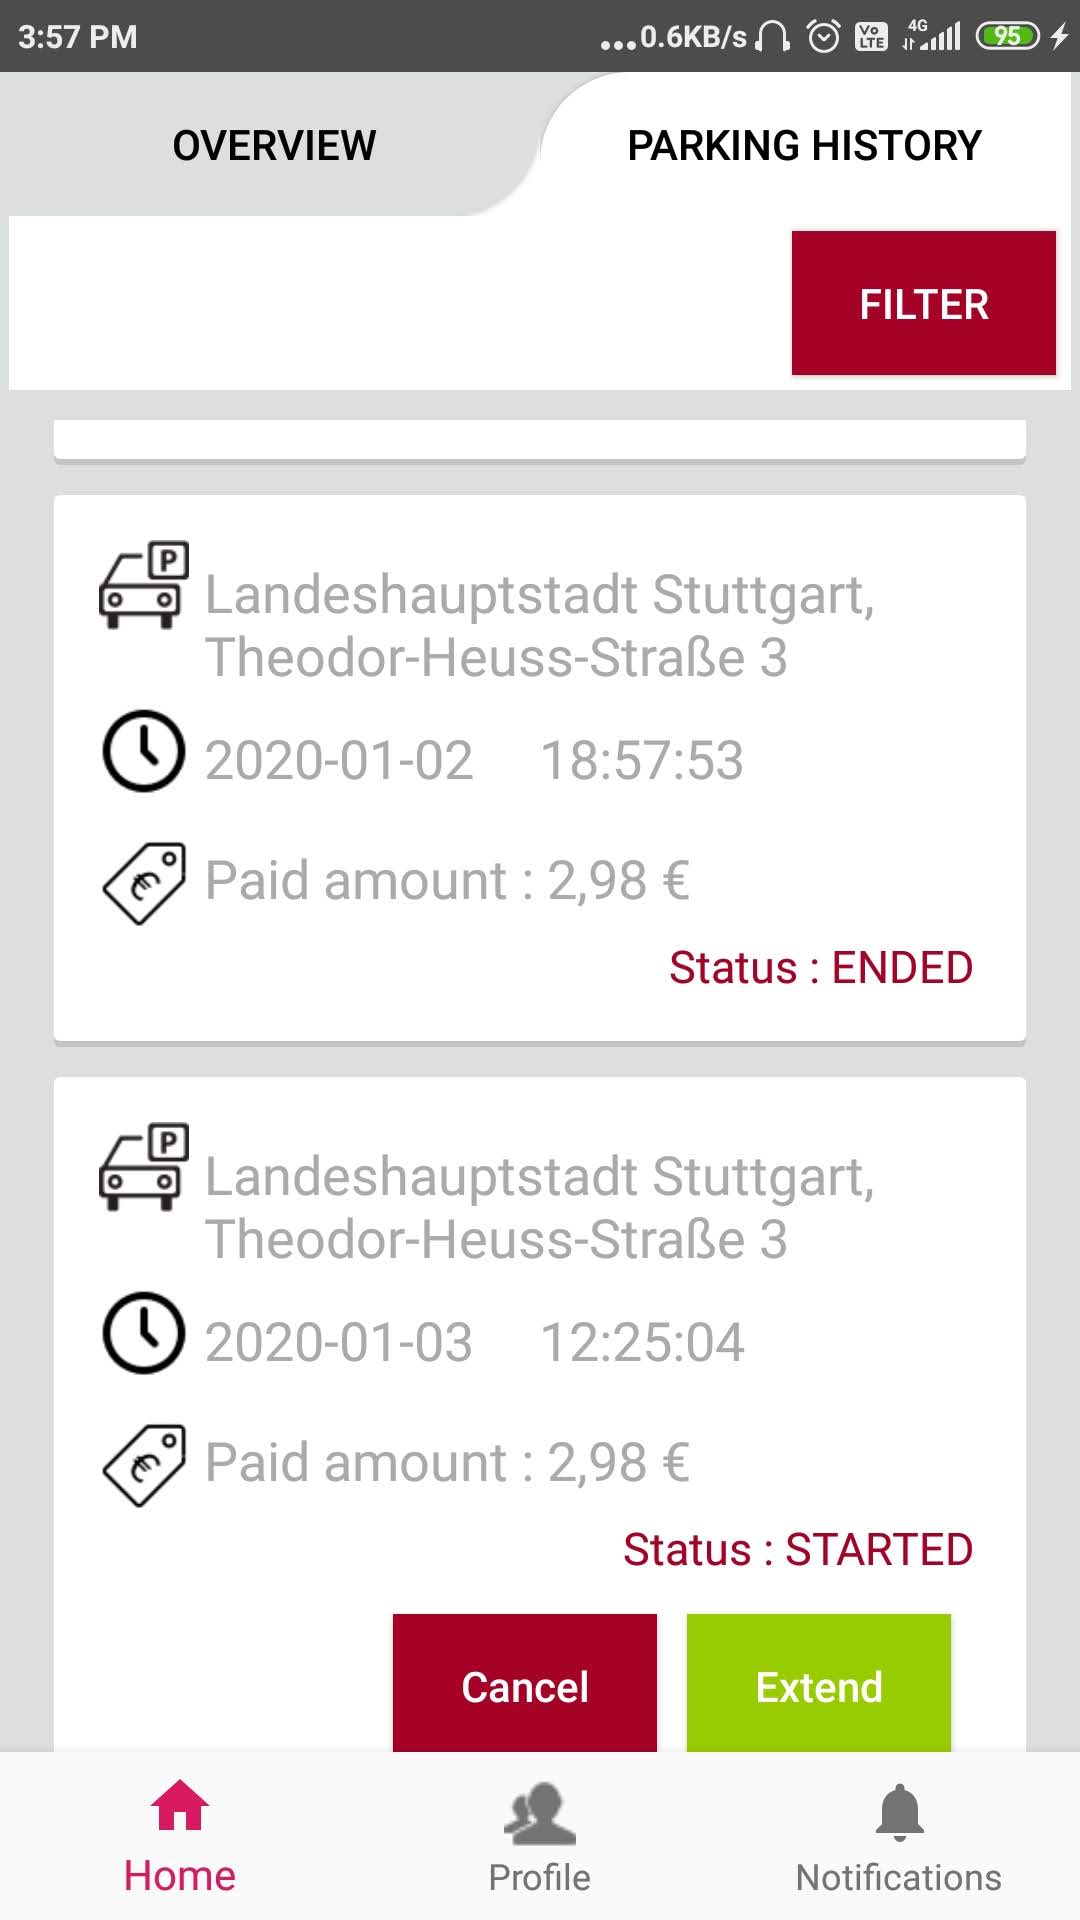 3:57 PM
...0.6KB/s Vo LTE 4G 95
OVERVIEW
PARKING HISTORY
FILTER
P
Landeshauptstadt Stuttgart,
Theodor-Heuss-Straße 3
2020-01-02 18:57:53
€ Paid amount : 2,98 €
Status : ENDED
P
Landeshauptstadt Stuttgart,
Theodor-Heuss-Straße 3
2020-01-03 12:25:04
€ Paid amount : 2,98 €
Status : STARTED
Cancel
Extend
Home
Profile
Notifications